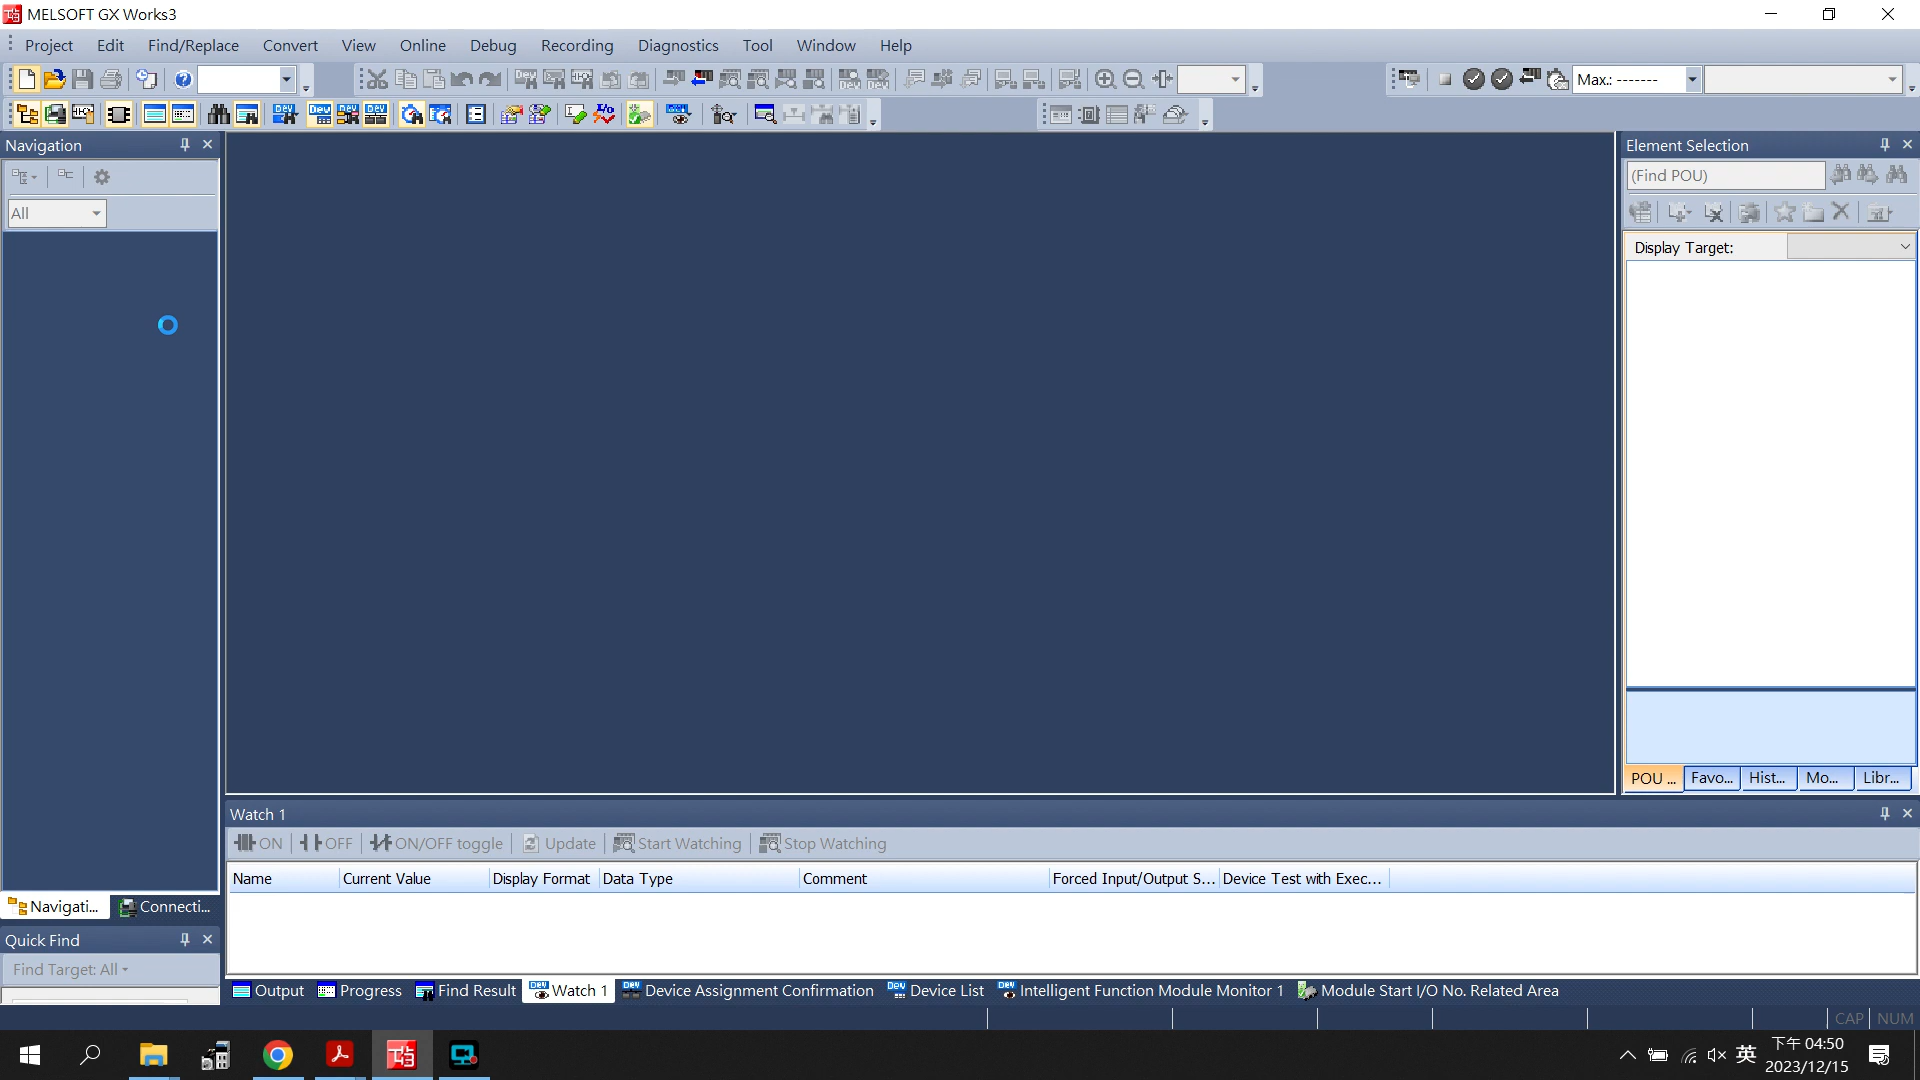 MELSOFT GX Works3
Project Edit Find/Replace Convert View Online Debug Recording Diagnostics Tool Window Help
Max.: -------
Navigation
All
Element Selection
(Find POU)
Display Target:
POU ... Favo... Hist... Mo... Libr...
Watch 1
ON OFF ON/OFF toggle Update Start Watching Stop Watching
Name Current Value Display Format Data Type Comment Forced Input/Output S... Device Test with Exec...
Navigati... Connecti...
Quick Find
Find Target: All
Output Progress Find Result Watch 1 Device Assignment Confirmation Device List Intelligent Function Module Monitor 1 Module Start I/O No. Related Area
CAP NUM
英
下午 04:50
2023/12/15